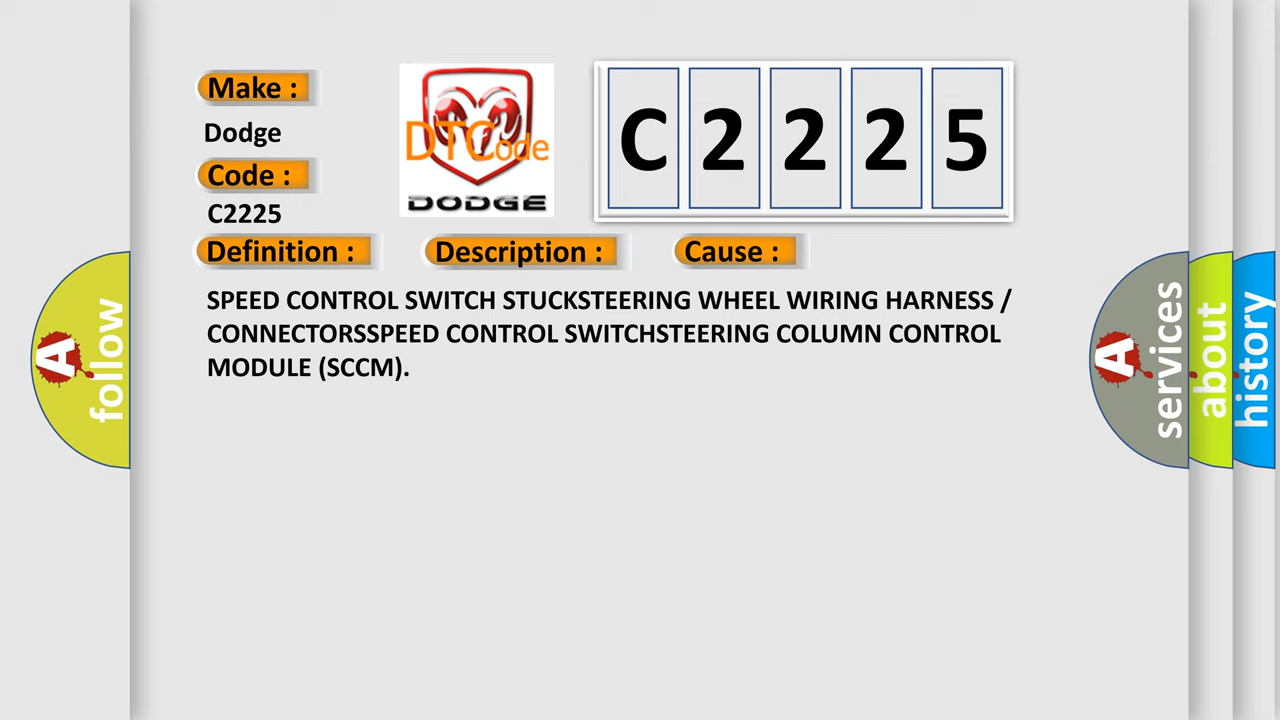 Make :
Dodge
Code :
C2225
DTCode
DODGE
C 2 2 2 5
Definition :
Description :
Cause :
SPEED CONTROL SWITCH STUCKSTEERING WHEEL WIRING HARNESS /
CONNECTORSSPEED CONTROL SWITCHSTEERING COLUMN CONTROL
MODULE (SCCM).
A
follow
A
services
about
history